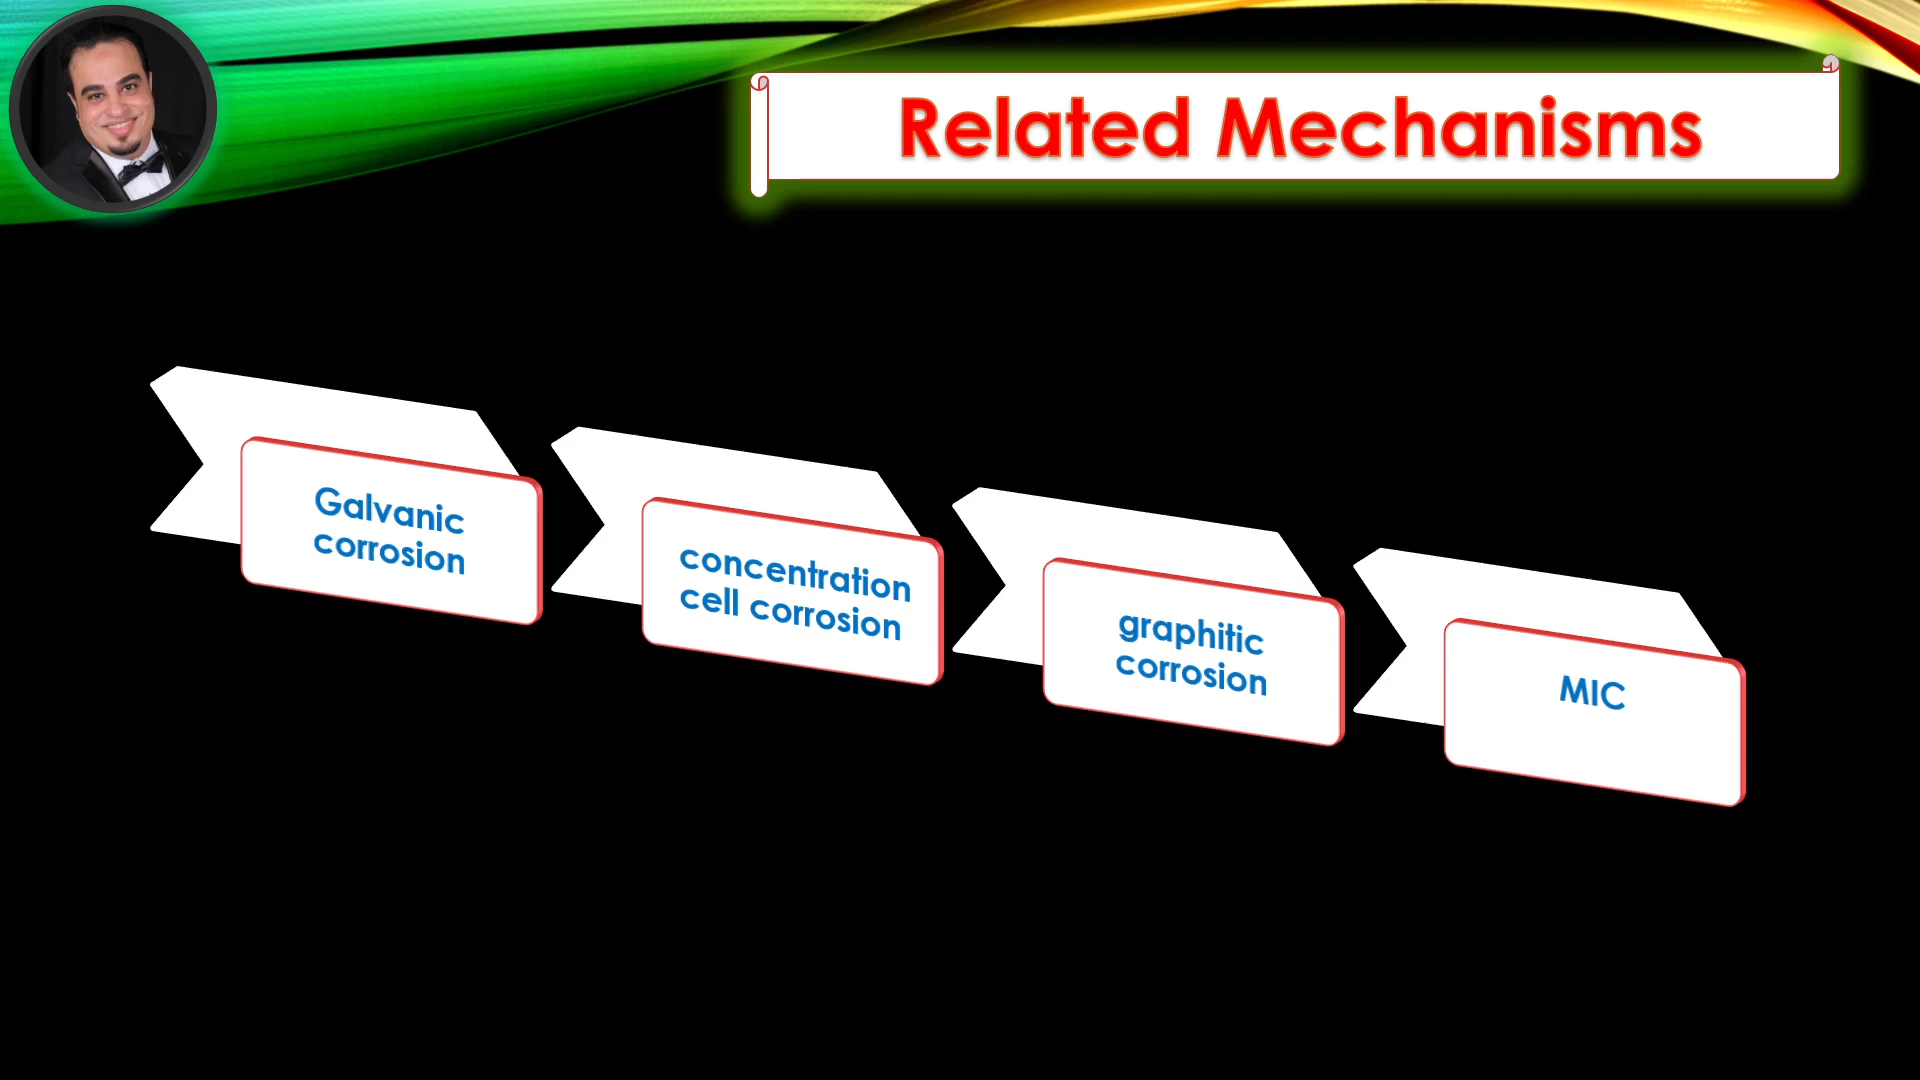 Related Mechanisms
Galvanic
corrosion
concentration
cell corrosion
graphitic
corrosion
MIC